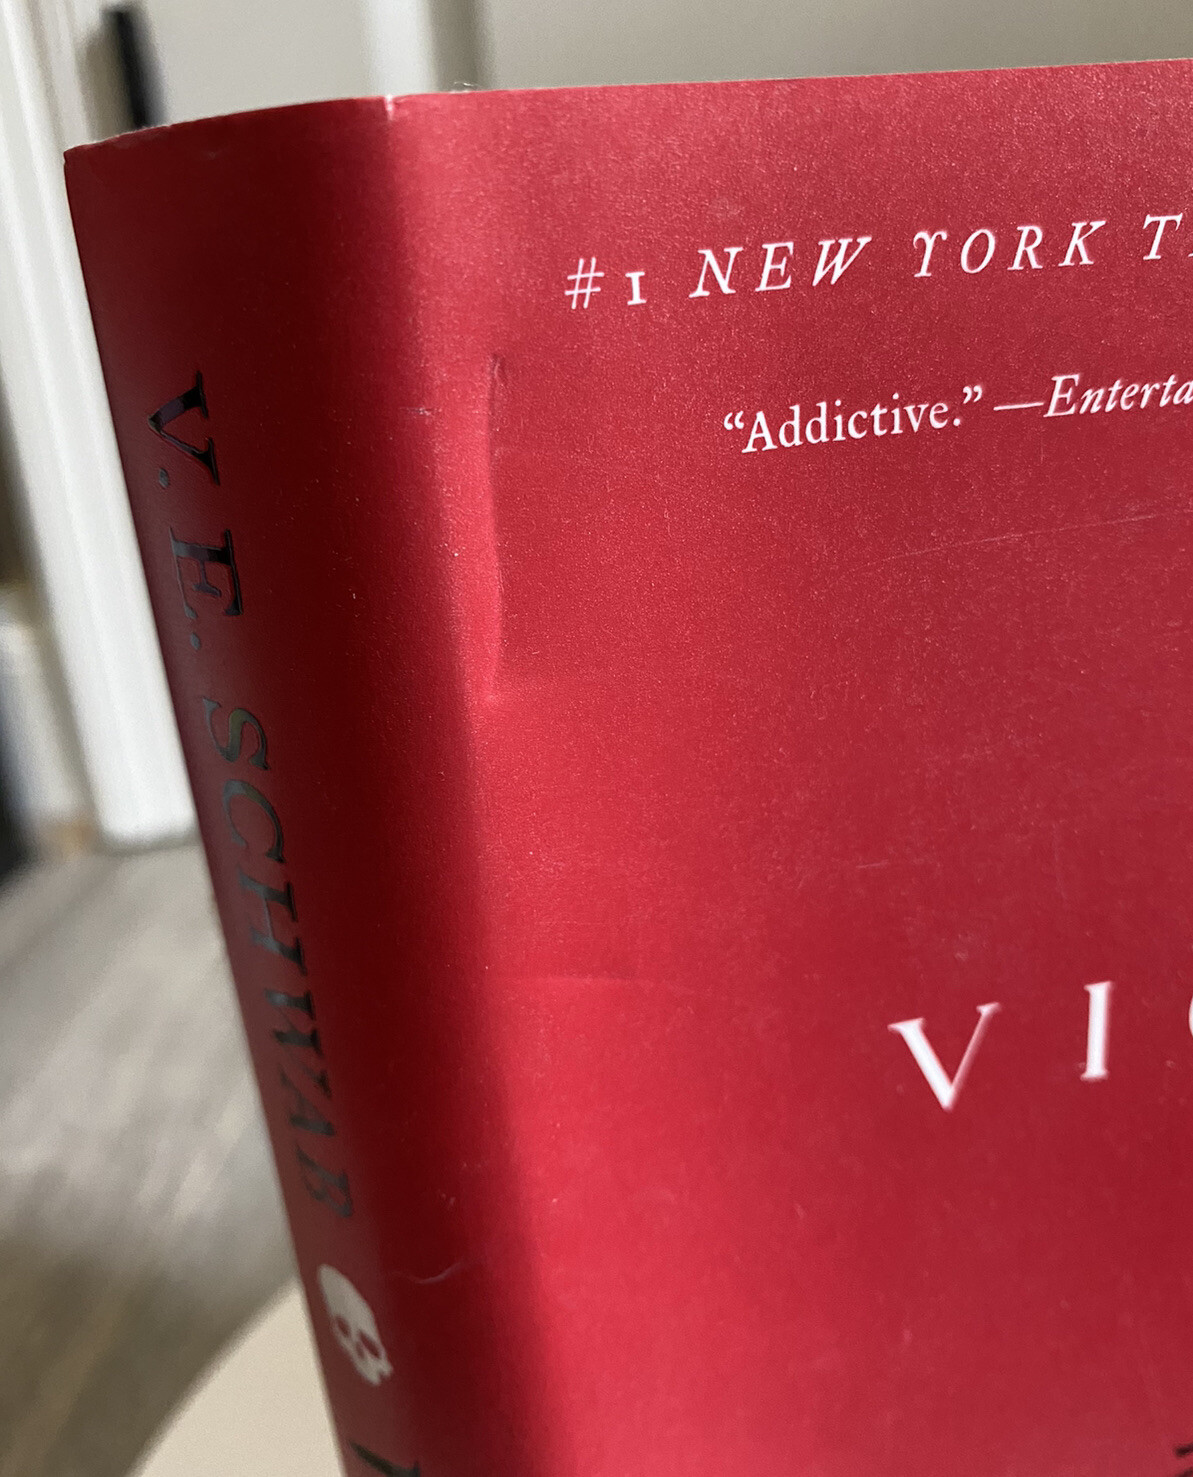 V. E. SCHWAB
#1 NEW YORK T
“Addictive.” —Enterta
V I